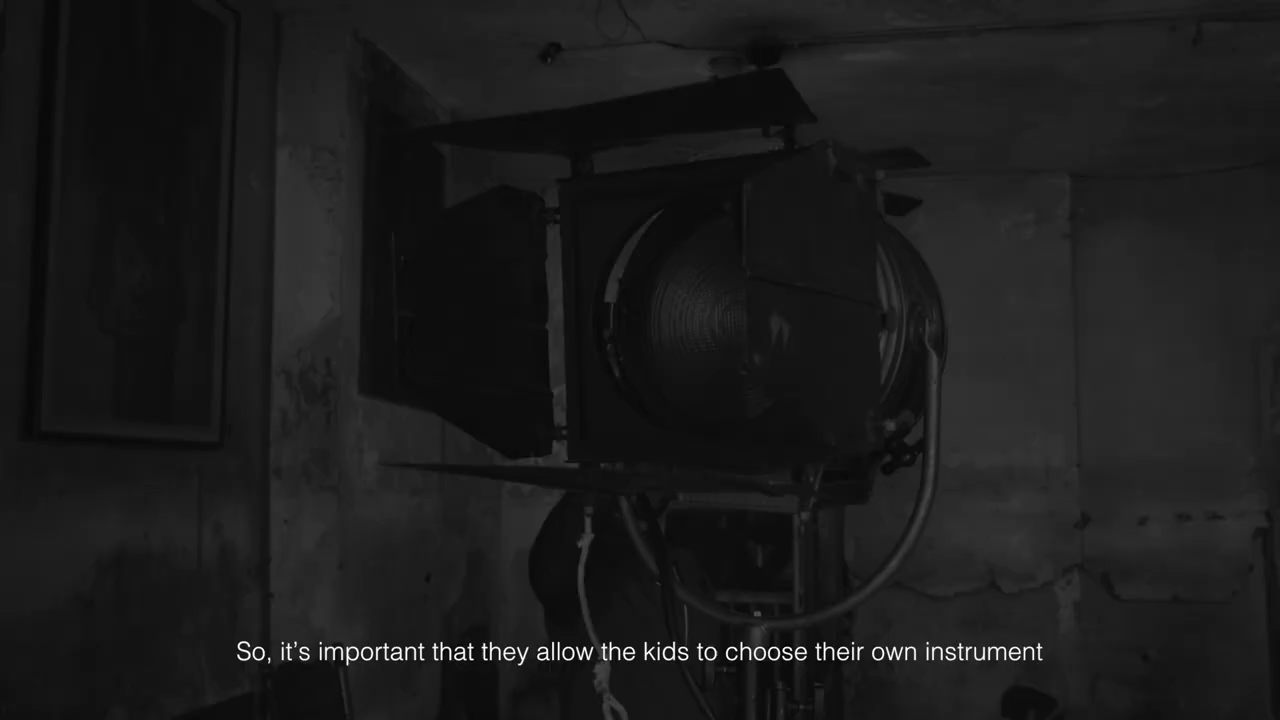 So, it's important that they allow the kids to choose their own instrument